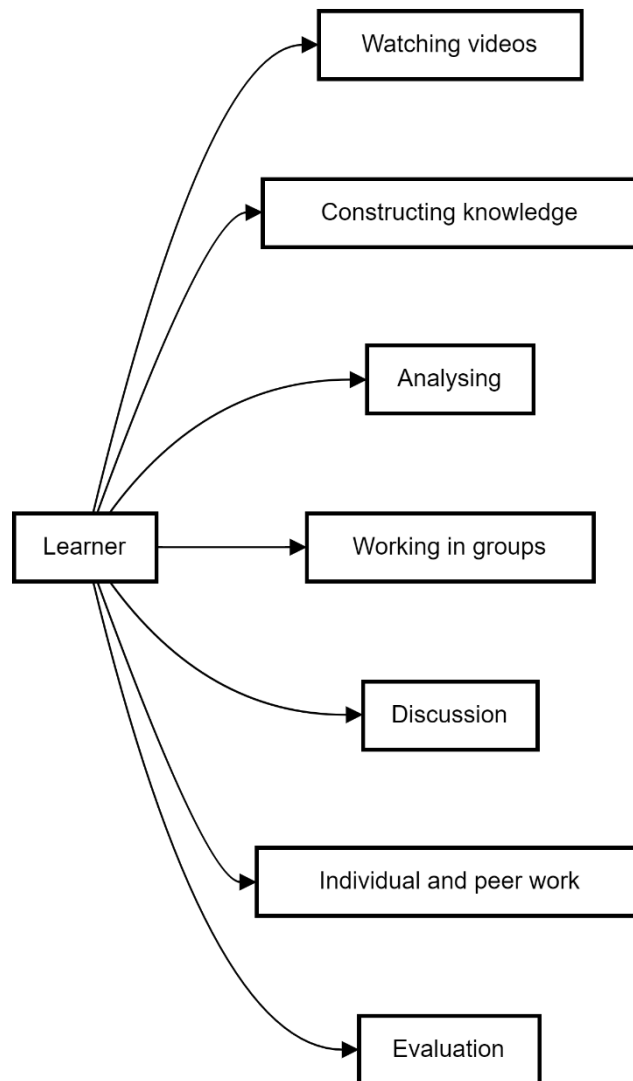 Watching videos
Constructing knowledge
Analysing
Learner
Working in groups
Discussion
Individual and peer work
Evaluation